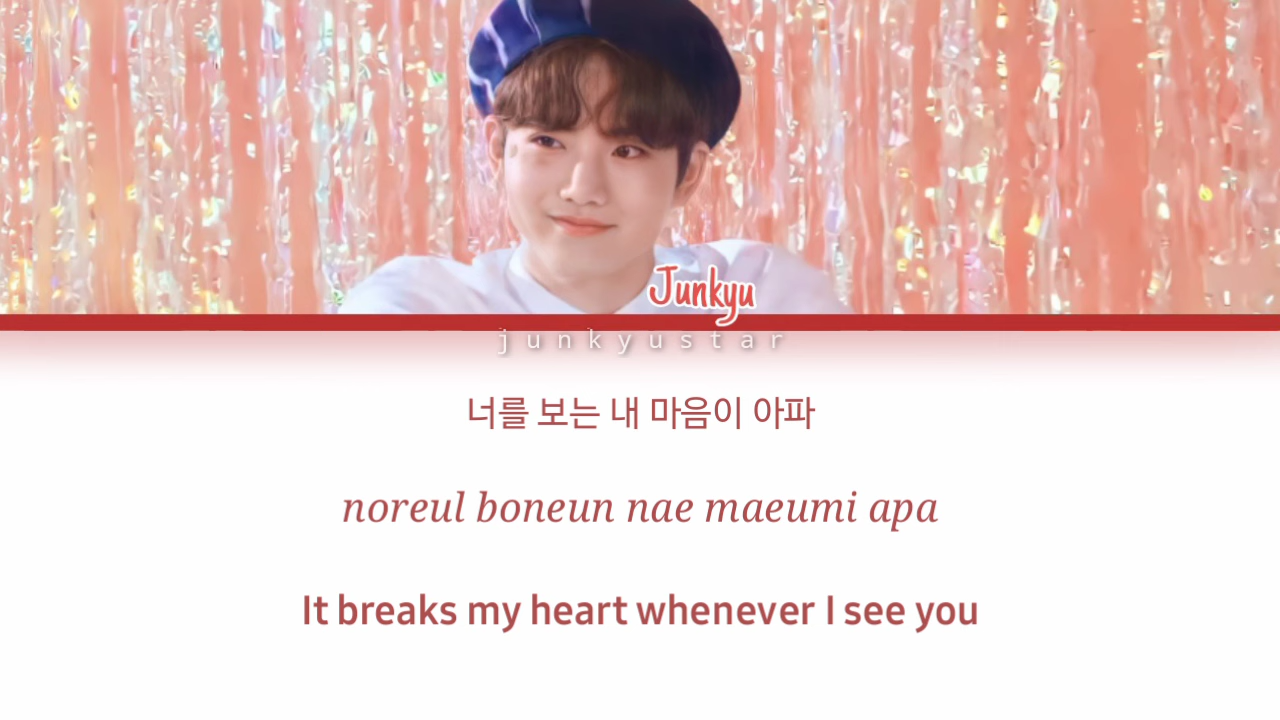 Junkyu
junkyustar
너를 보는 내 마음이 아파
noreul boneun nae maeumi apa
It breaks my heart whenever I see you